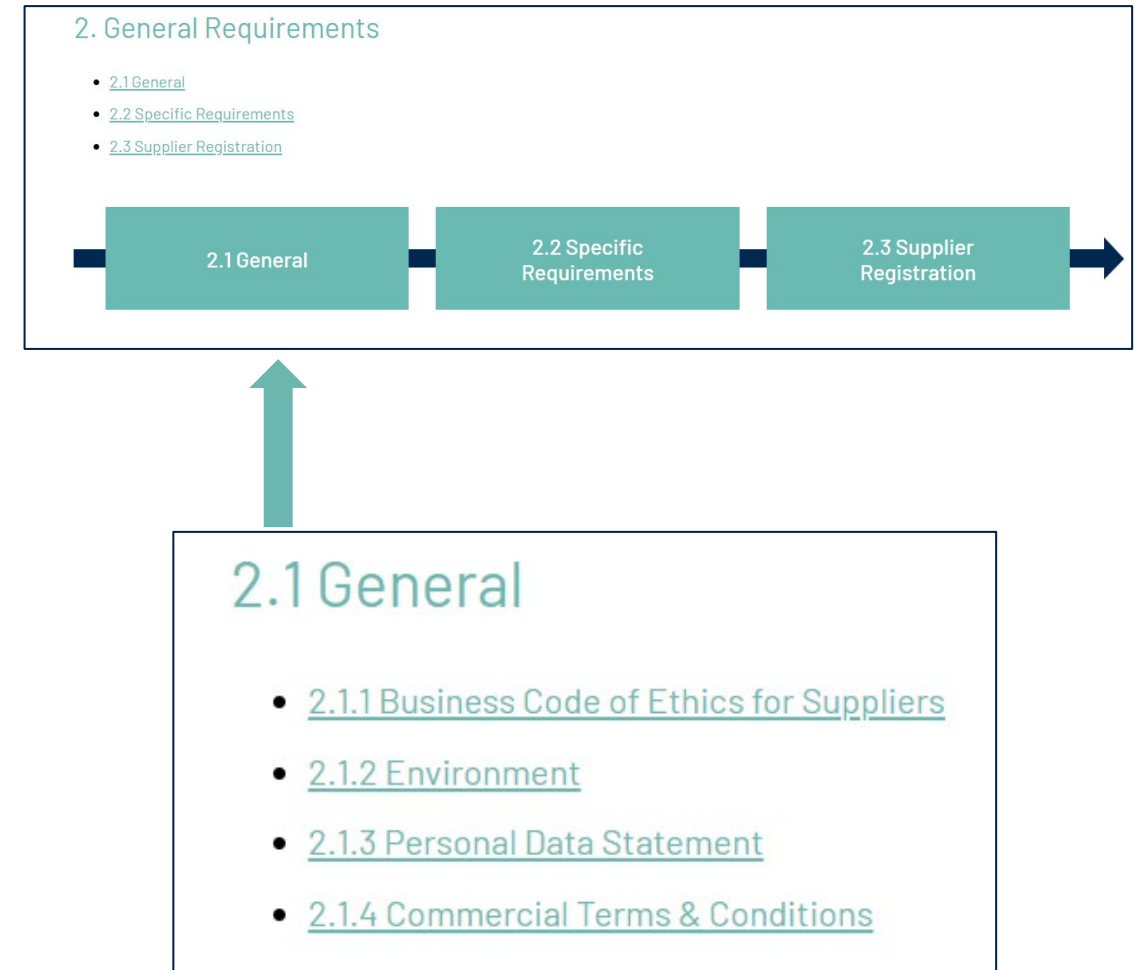 2. General Requirements
2.1 General
2.2 Specific Requirements
2.3 Supplier Registration
2.1 General
2.2 Specific
Requirements
2.3 Supplier
Registration
2.1 General
2.1.1 Business Code of Ethics for Suppliers
2.1.2 Environment
2.1.3 Personal Data Statement
2.1.4 Commercial Terms & Conditions